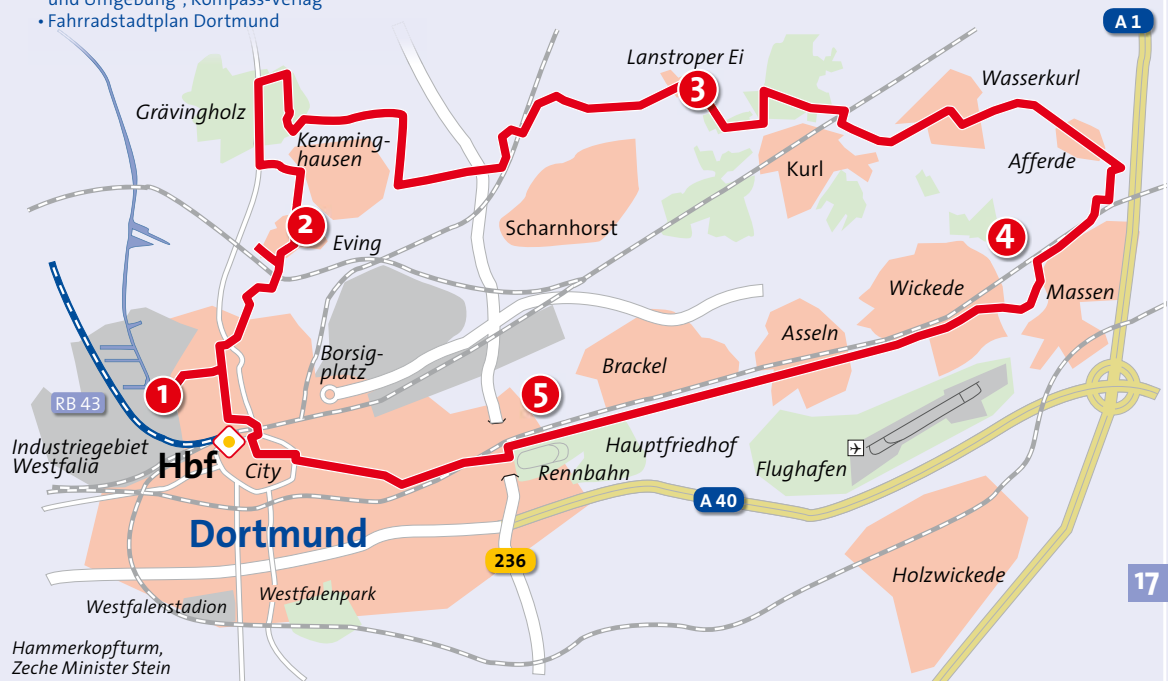 und Umgebung", Kompass-Verlag
• Fahrradstadtplan Dortmund
A 1
Lanstroper Ei
3
Wasserkurl
Grävingholz
Kemming-
hausen
Kurl
Afferde
2
Eving
Scharnhorst
4
Wickede
Massen
Asseln
Borsig-
platz
Brackel
1
5
RB 43
Industriegebiet
Westfalia
Hbf
City
Hauptfriedhof
Rennbahn
Flughafen
A 40
Dortmund
236
Holzwickede
17
Westfalenstadion
Westfalenpark
Hammerkopfturm,
Zeche Minister Stein